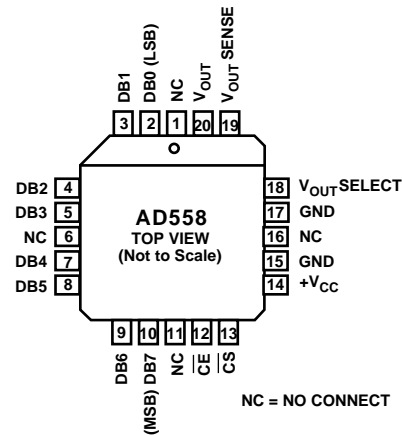 DB1
DB0 (LSB)
NC
VOUT
VOUT SENSE
3
2
1
20
19
DB2 4
DB3 5
NC 6
DB4 7
DB5 8
AD558
TOP VIEW
(Not to Scale)
18 VOUT SELECT
17 GND
16 NC
15 GND
14 +VCC
9
10
11
12
13
DB6
(MSB) DB7
NC
CE
CS
NC = NO CONNECT